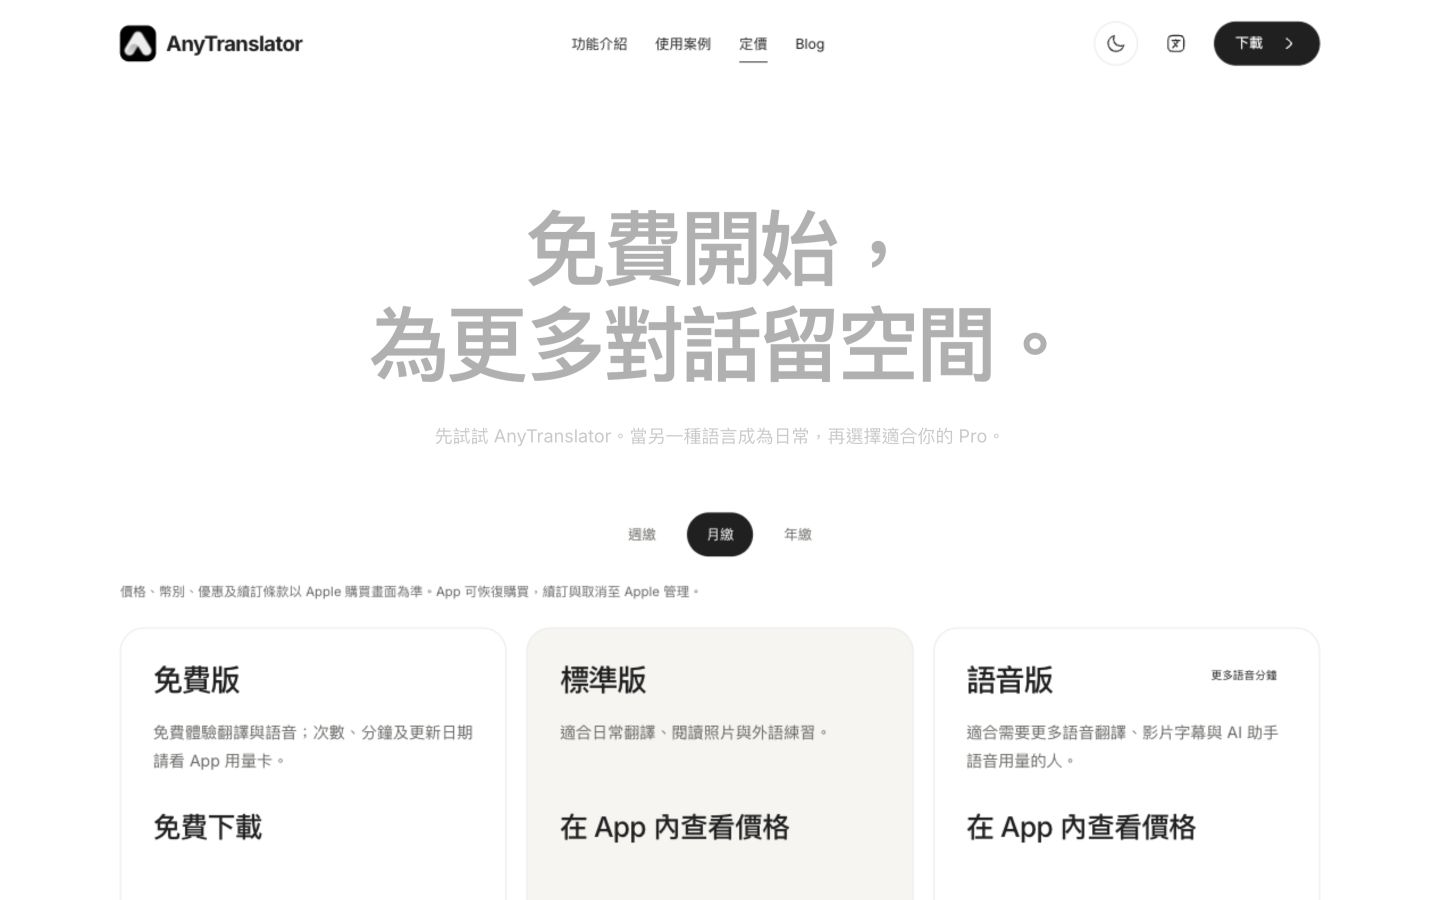 AnyTranslator
功能介紹
使用案例
定價
Blog
下載
免費開始，
為更多對話留空間。
先試試 AnyTranslator。當另一種語言成為日常，再選擇適合你的 Pro。
週繳
月繳
年繳
價格、幣別、優惠及續訂條款以 Apple 購買畫面為準。App 可恢復購買，續訂與取消至 Apple 管理。
免費版
免費體驗翻譯與語音；次數、分鐘及更新日期
請看 App 用量卡。
免費下載
標準版
適合日常翻譯、閱讀照片與外語練習。
在 App 內查看價格
語音版
更多語音分鐘
適合需要更多語音翻譯、影片字幕與 AI 助手
語音用量的人。
在 App 內查看價格